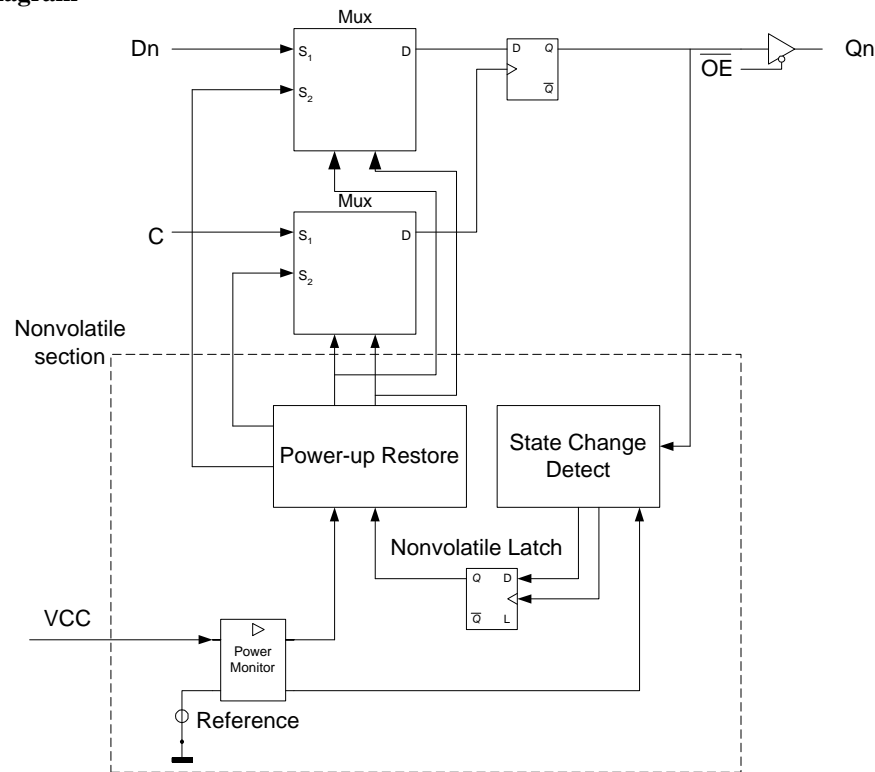 agram
Mux
Dn
S1
D
S2
D
Q
Q̅
O̅E̅
Qn
Mux
C
S1
D
S2
Nonvolatile
section
Power-up Restore
State Change
Detect
Nonvolatile Latch
Q
D
Q̅
L
VCC
Power
Monitor
Reference